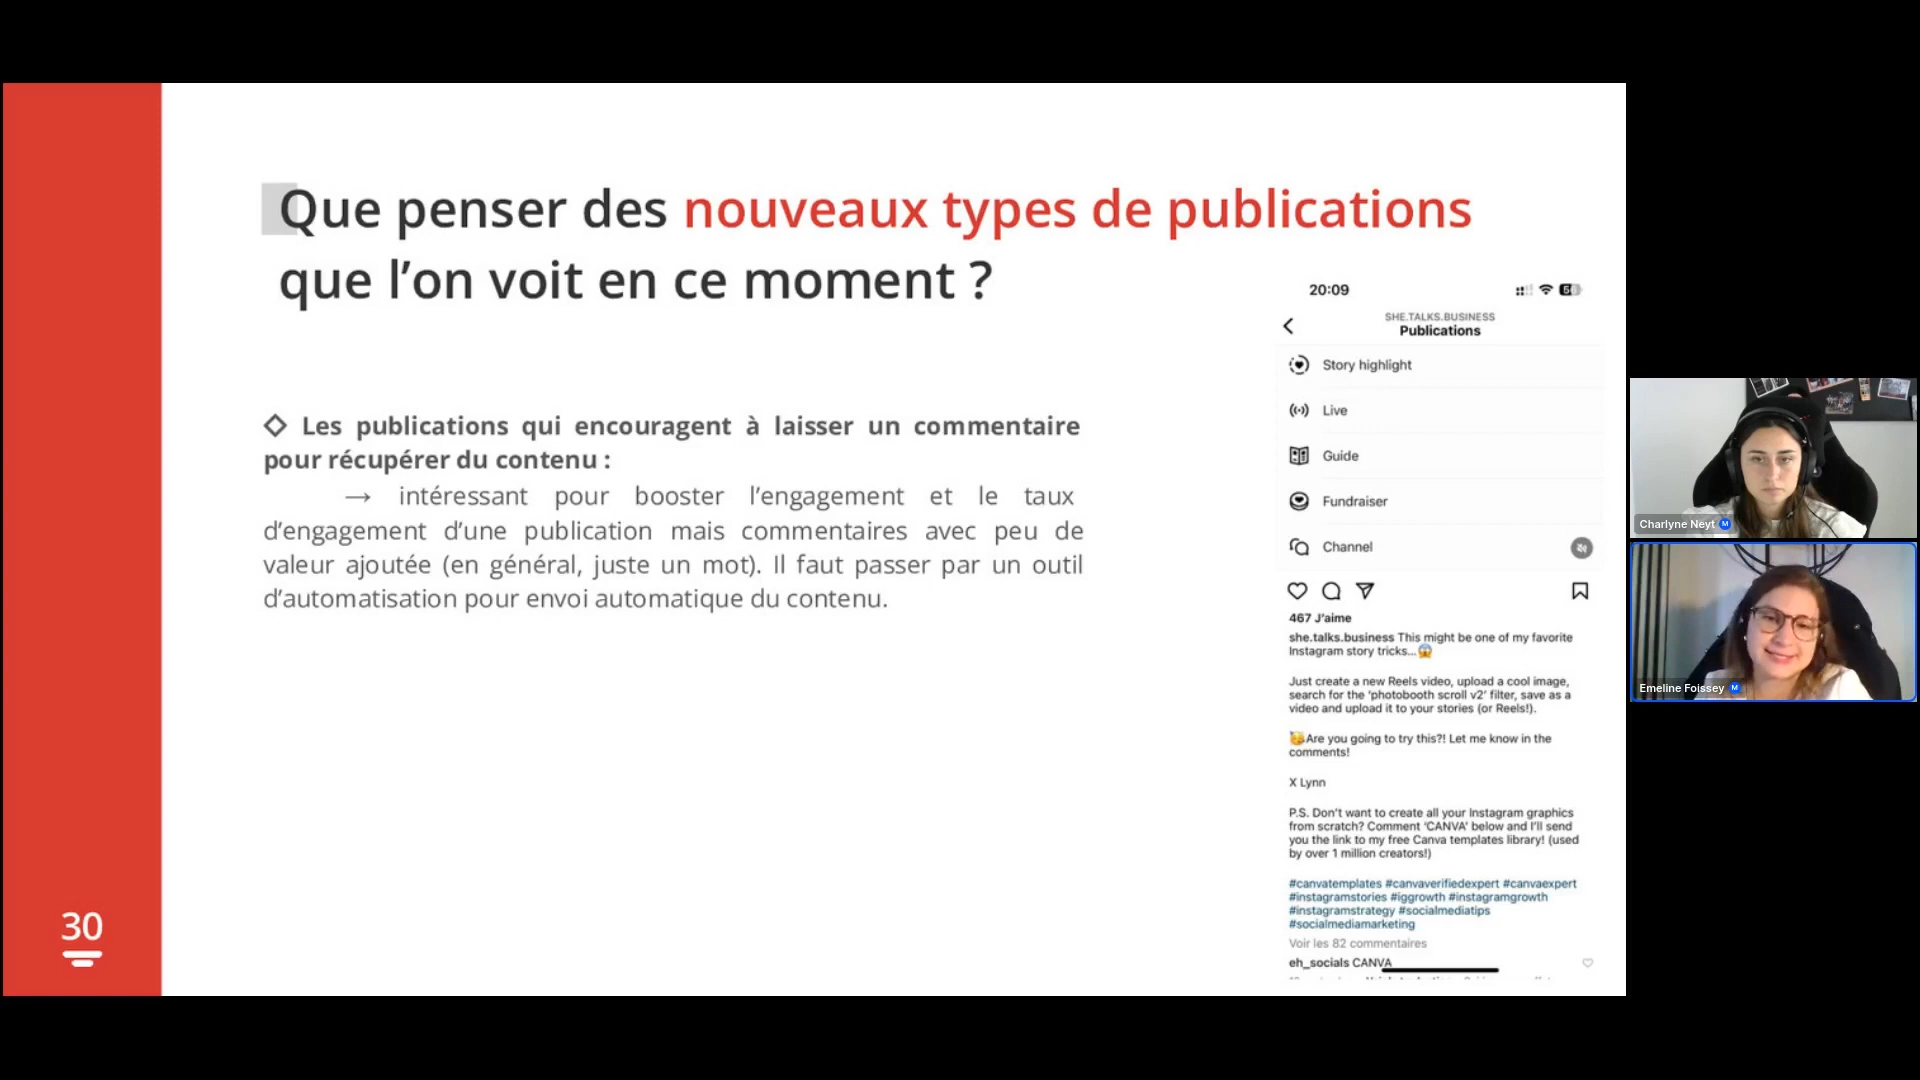 Que penser des nouveaux types de publications
que l’on voit en ce moment ?
◇ Les publications qui encouragent à laisser un commentaire
pour récupérer du contenu :
→ intéressant pour booster l’engagement et le taux
d’engagement d’une publication mais commentaires avec peu de
valeur ajoutée (en général, juste un mot). Il faut passer par un outil
d’automatisation pour envoi automatique du contenu.
30
20:09
SHE.TALKS.BUSINESS
Publications
Story highlight
Live
Guide
Fundraiser
Channel
467 J’aime
she.talks.business This might be one of my favorite
Instagram story tricks...😱
Just create a new Reels video, upload a cool image,
search for the ‘photobooth scroll v2’ filter, save as a
video and upload it to your stories (or Reels!).
🥳Are you going to try this?! Let me know in the
comments!
X Lynn
P.S. Don’t want to create all your Instagram graphics
from scratch? Comment ‘CANVA’ below and I’ll send
you the link to my free Canva templates library! (used
by over 1 million creators!)
#canvatemplates #canvaverifiedexpert #canvaexpert
#instagramstories #iggrowth #instagramgrowth
#instagramstrategy #socialmediatips
#socialmediamarketing
Voir les 82 commentaires
eh_socials CANVA
Charlyne Neyt
Emeline Foissey